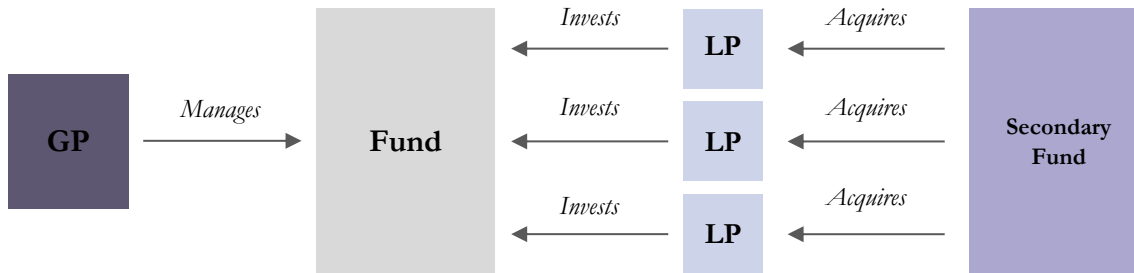 Invests
Acquires
LP
Manages
GP
Fund
Invests
LP
Acquires
Secondary
Fund
Invests
LP
Acquires